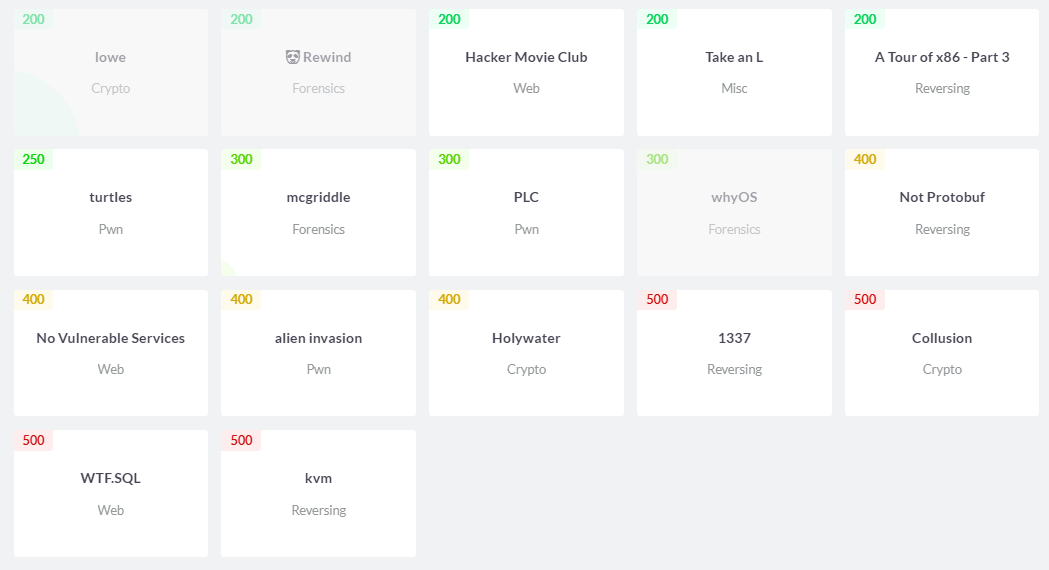 200
lowe
Crypto
200
Rewind
Forensics
200
Hacker Movie Club
Web
200
Take an L
Misc
200
A Tour of x86 - Part 3
Reversing
250
turtles
Pwn
300
mcgriddle
Forensics
300
PLC
Pwn
300
whyOS
Forensics
400
Not Protobuf
Reversing
400
No Vulnerable Services
Web
400
alien invasion
Pwn
400
Holywater
Crypto
500
1337
Reversing
500
Collusion
Crypto
500
WTF.SQL
Web
500
kvm
Reversing